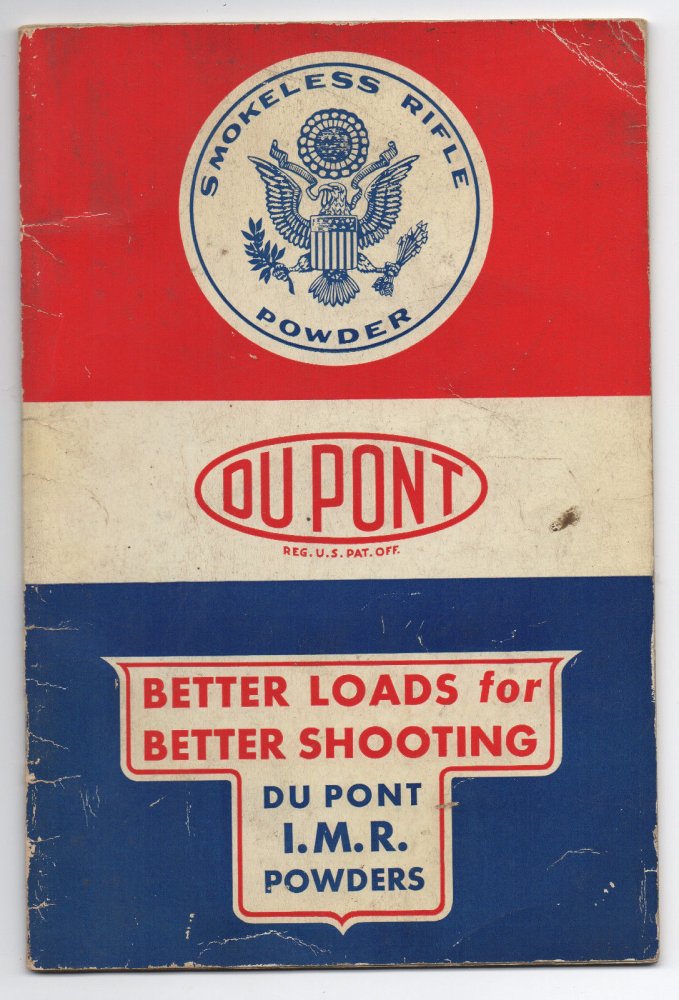 SMOKELESS RIFLE
POWDER
DU PONT
REG. U.S. PAT. OFF.
BETTER LOADS for
BETTER SHOOTING
DU PONT
I.M.R.
POWDERS